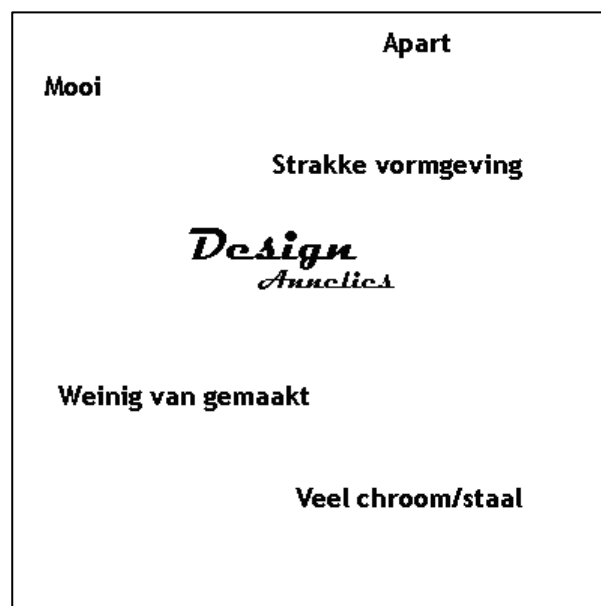 Apart
Mooi
Strakke vormgeving
Design
Annelies
Weinig van gemaakt
Veel chroom/staal